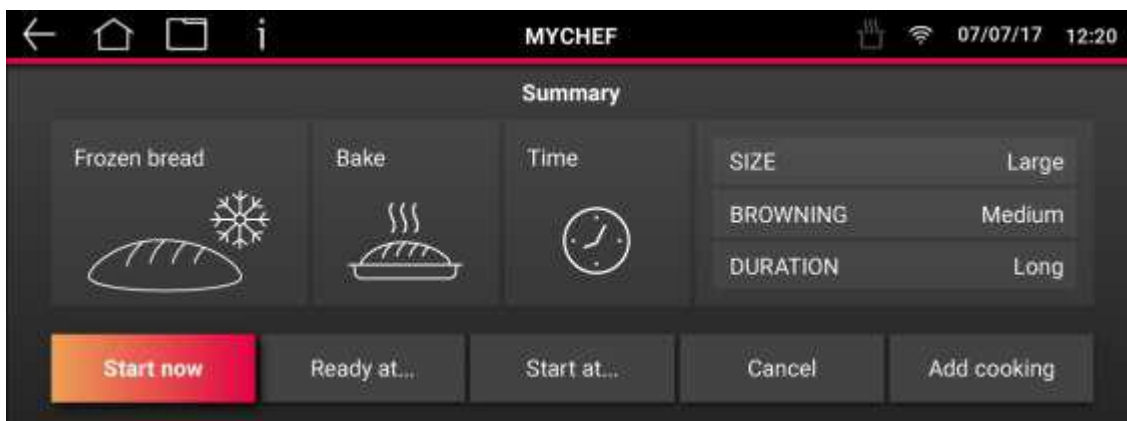 MYCHEF 07/07/17 12:20
Summary
Frozen bread
Bake
Time
SIZE Large
BROWNING Medium
DURATION Long
Start now
Ready at...
Start at...
Cancel
Add cooking